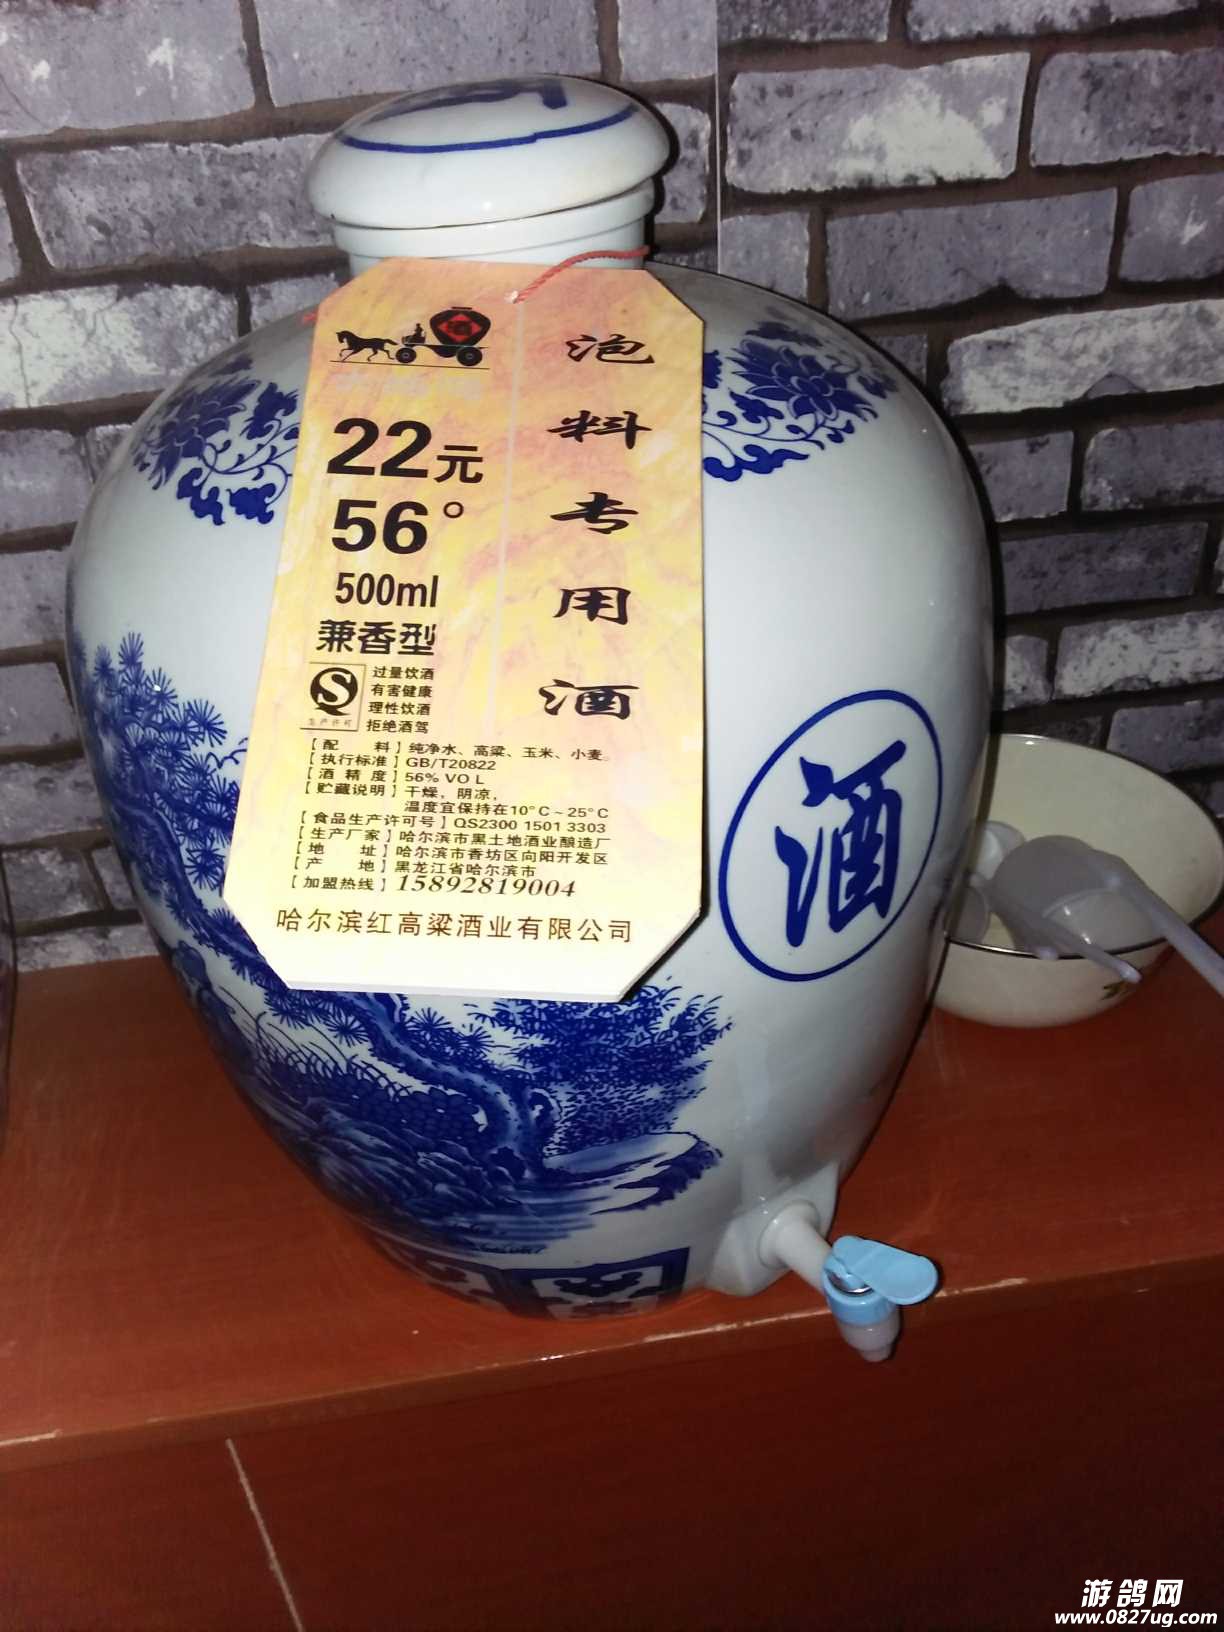 酒
泡料专用酒
22元
56°
500ml
兼香型
生产许可
过量饮酒
有害健康
理性饮酒
拒绝酒驾
【配 料】纯净水、高粱、玉米、小麦。
【执行标准】GB/T20822
【酒精度】56% VO L
【贮藏说明】干燥，阴凉，
温度宜保持在10°C～25°C
【食品生产许可号】QS2300 1501 3303
【生产厂家】哈尔滨市黑土地酒业酿造厂
【地 址】哈尔滨市香坊区向阳开发区
【产 地】黑龙江省哈尔滨市
【加盟热线】15892819004
哈尔滨红高粱酒业有限公司
酒
游鸽网
www.0827ug.com